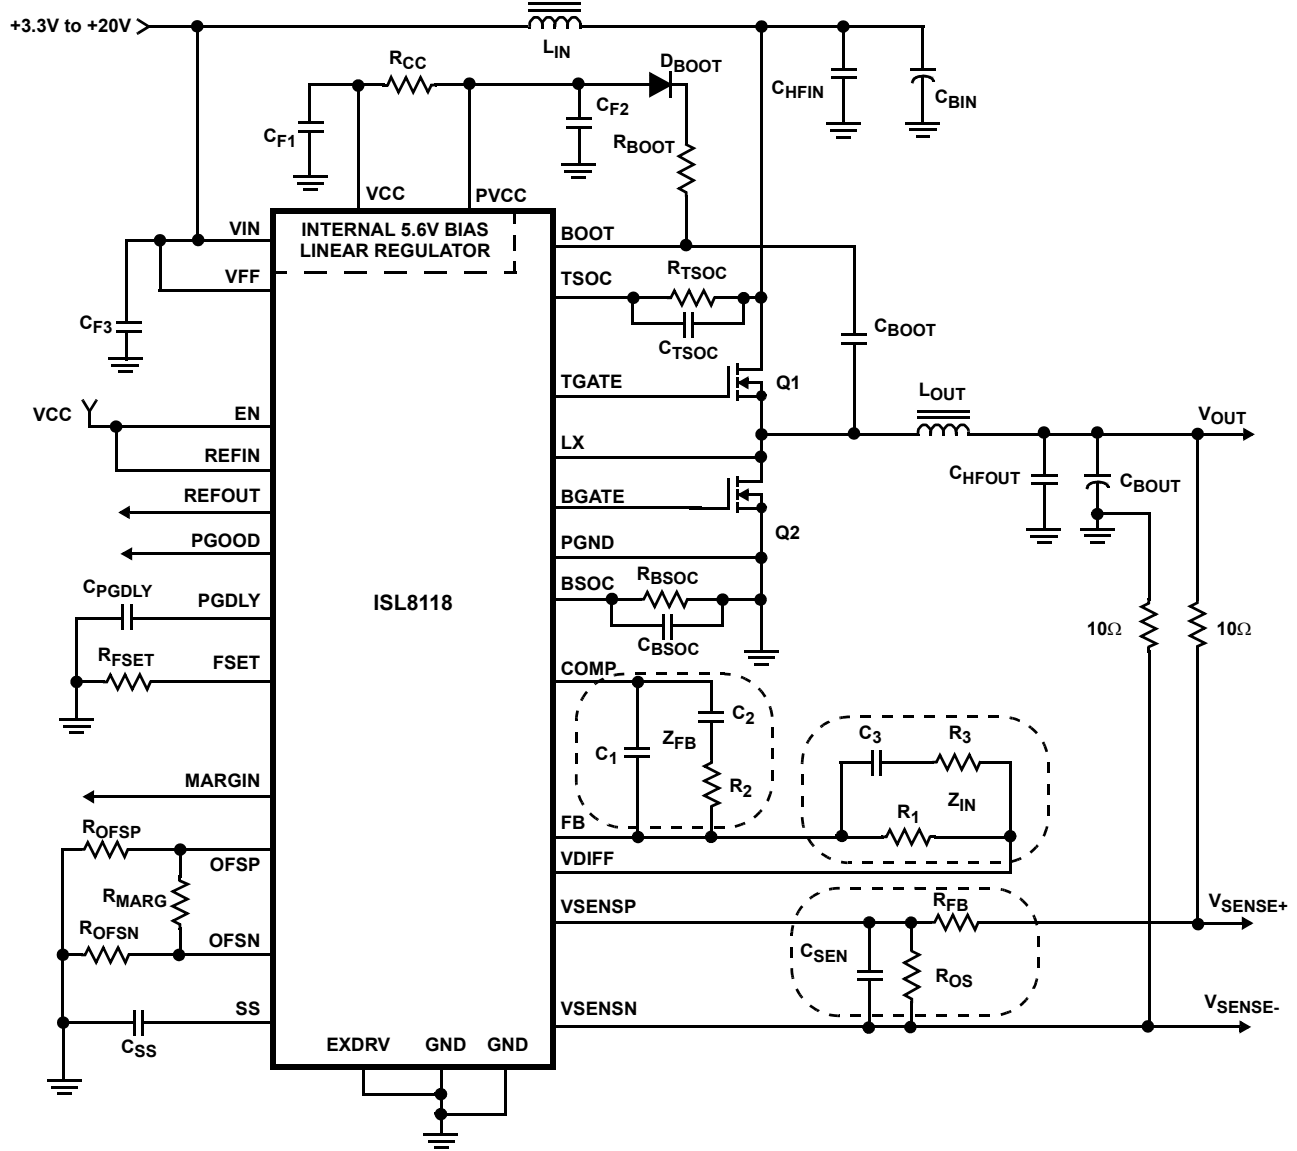 +3.3V to +20V
LIN
RCC
DBOOT
CHFIN
CBIN
CF2
CF1
RBOOT
VCC
PVCC
INTERNAL 5.6V BIAS
LINEAR REGULATOR
VIN
BOOT
VFF
TSOC
RTSOC
CF3
CTSOC
CBOOT
TGATE
Q1
LOUT
VCC
EN
VOUT
REFIN
LX
CHFOUT
CBOUT
REFOUT
BGATE
Q2
PGOOD
PGND
CPGDLY
PGDLY
ISL8118
BSOC
RBSOC
CBSOC
10Ω
10Ω
RFSET
FSET
COMP
C2
C1
ZFB
R2
C3
R3
ZIN
R1
MARGIN
FB
ROFSP
OFSP
VDIFF
RMARG
VSENSP
RFB
VSENSE+
ROFSN
OFSN
CSEN
ROS
SS
VSENSN
VSENSE-
CSS
EXDRV
GND
GND